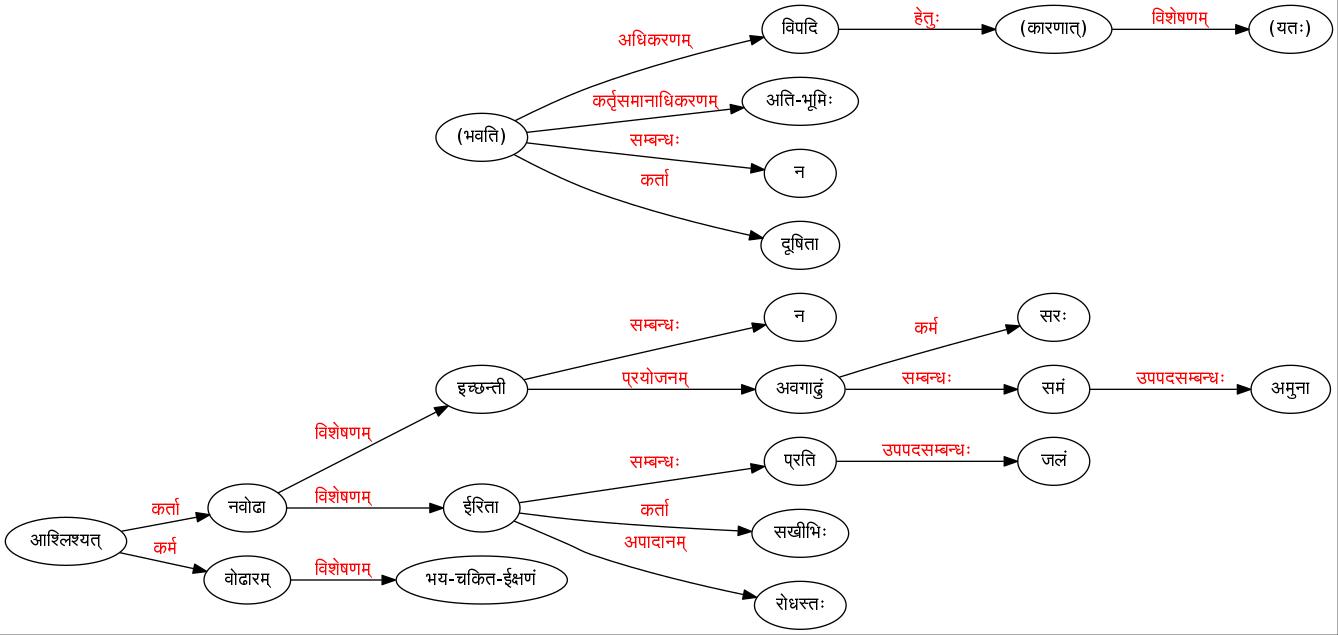 विपदि हेतुः (कारणात्) विशेषणम् (यतः)
अधिकरणम्
कर्तृसमानाधिकरणम् अति-भूमिः
(भवति) सम्बन्धः न
कर्ता
दूषिता
सम्बन्धः न कर्म सरः
इच्छन्ती प्रयोजनम् अवगाढुं सम्बन्धः समं उपपदसम्बन्धः अमुना
विशेषणम्
सम्बन्धः प्रति उपपदसम्बन्धः जलं
कर्ता नवोढा विशेषणम् ईरिता कर्ता सखीभिः
आश्लिश्यत्
कर्म वोढारम् विशेषणम् भय-चकित-ईक्षणं
अपादानम् रोधस्तः